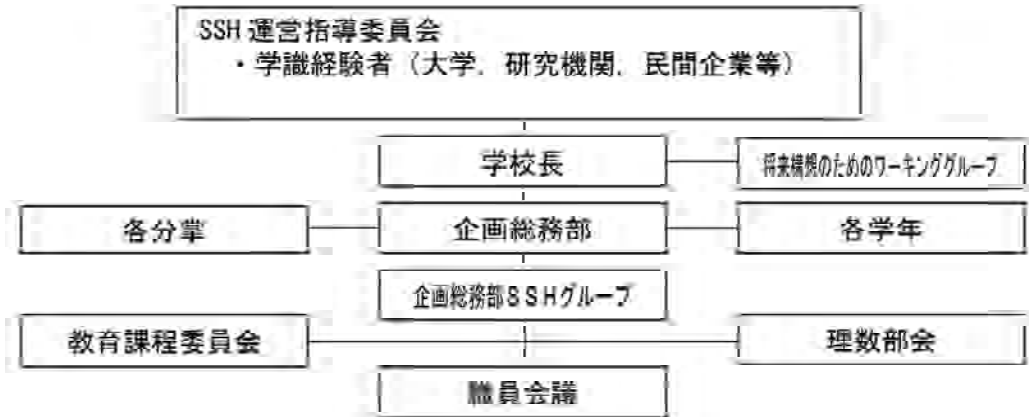 SSH 運営指導委員会
・学識経験者（大学，研究機関，民間企業等）
学校長
将来構想のためのワーキンググループ
各分掌
企画総務部
各学年
企画総務部ＳＳＨグループ
教育課程委員会
理数部会
職員会議